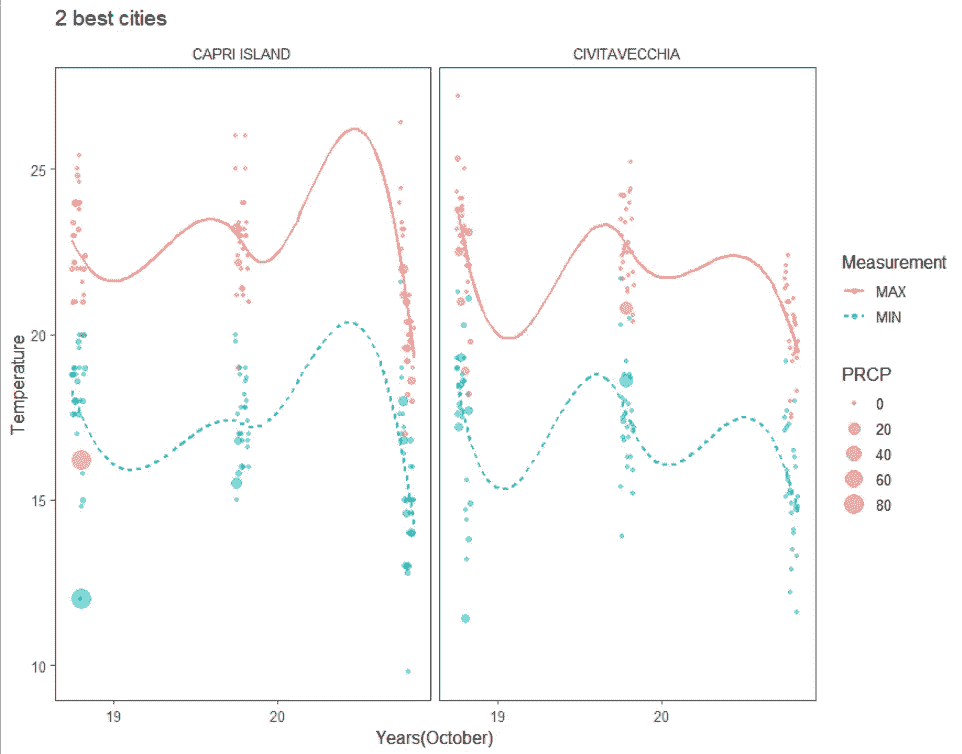 2 best cities
CAPRI ISLAND
CIVITAVECCHIA
25
20
15
10
Temperature
19
20
19
20
Years(October)
Measurement
MAX
MIN
PRCP
0
20
40
60
80